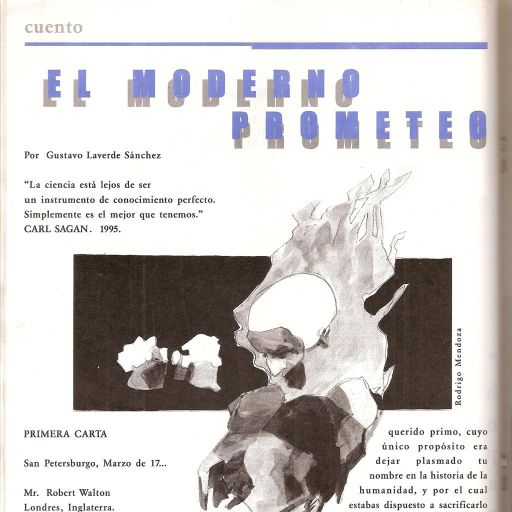 cuento
EL MODERNO
PROMETEO
Por Gustavo Laverde Sánchez
“La ciencia está lejos de ser
un instrumento de conocimiento perfecto.
Simplemente es el mejor que tenemos.”
CARL SAGAN. 1995.
Rodrigo Mendoza
PRIMERA CARTA
San Petersburgo, Marzo de 17...
Mr. Robert Walton
Londres, Inglaterra.
querido primo, cuyo
único propósito era
dejar plasmado tu
nombre en la historia de la
humanidad, y por el cual
estabas dispuesto a sacrificarlo